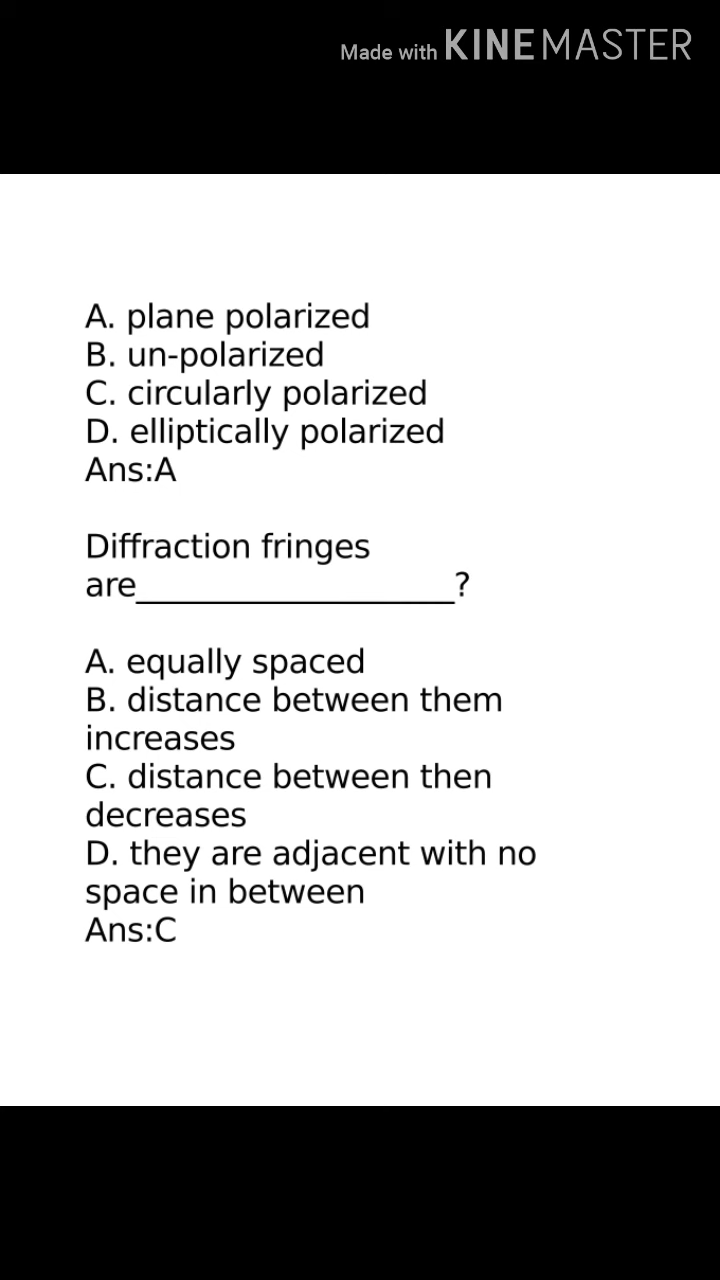 Made with KINEMASTER
A. plane polarized
B. un-polarized
C. circularly polarized
D. elliptically polarized
Ans:A
Diffraction fringes
are___________________?
A. equally spaced
B. distance between them
increases
C. distance between then
decreases
D. they are adjacent with no
space in between
Ans:C